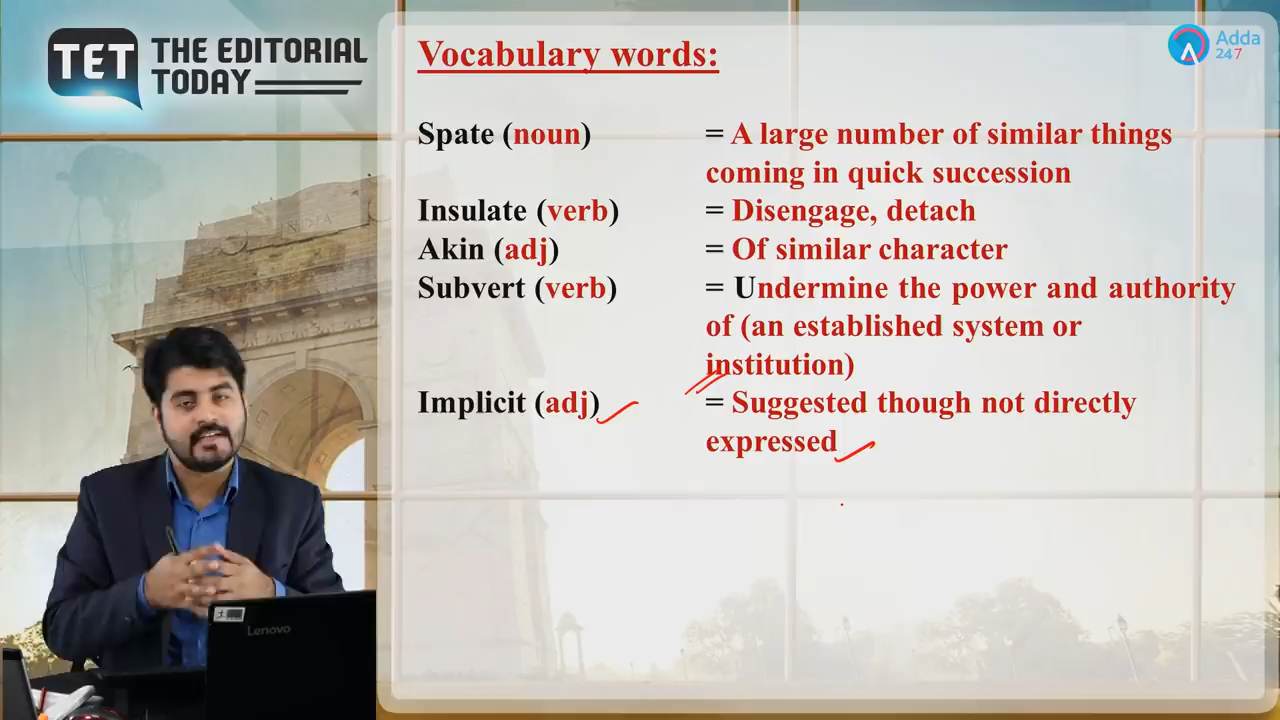 TET THE EDITORIAL
TODAY
Adda
247
Vocabulary words:
Spate (noun) = A large number of similar things
coming in quick succession
Insulate (verb) = Disengage, detach
Akin (adj) = Of similar character
Subvert (verb) = Undermine the power and authority
of (an established system or
institution)
Implicit (adj) = Suggested though not directly
expressed
INDIA
Lenovo